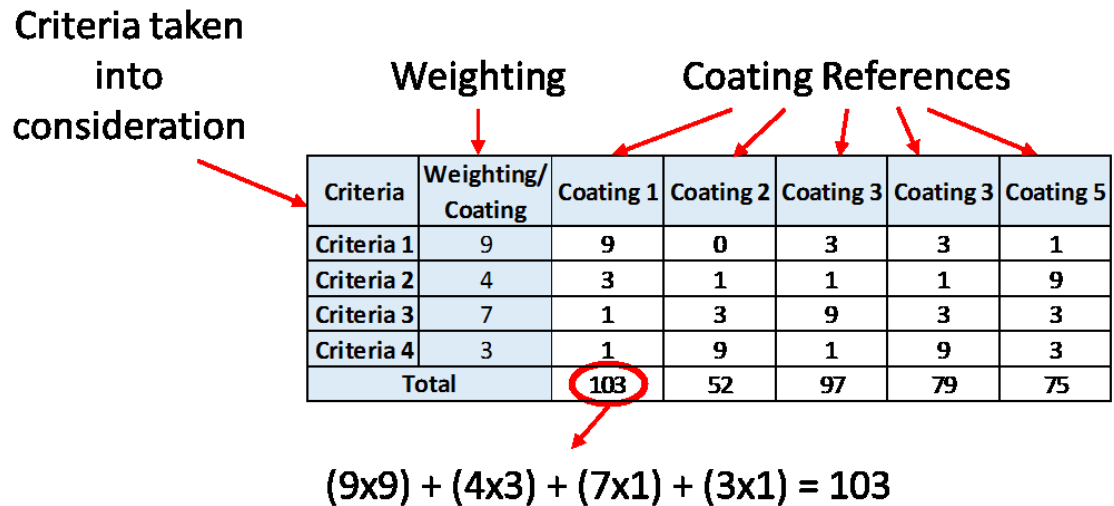 Criteria taken
into
consideration
Weighting
Coating References
Criteria Weighting/ Coating Coating 1 Coating 2 Coating 3 Coating 3 Coating 5
Criteria 1 9 9 0 3 3 1
Criteria 2 4 3 1 1 1 9
Criteria 3 7 1 3 9 3 3
Criteria 4 3 1 9 1 9 3
Total 103 52 97 79 75
(9x9) + (4x3) + (7x1) + (3x1) = 103